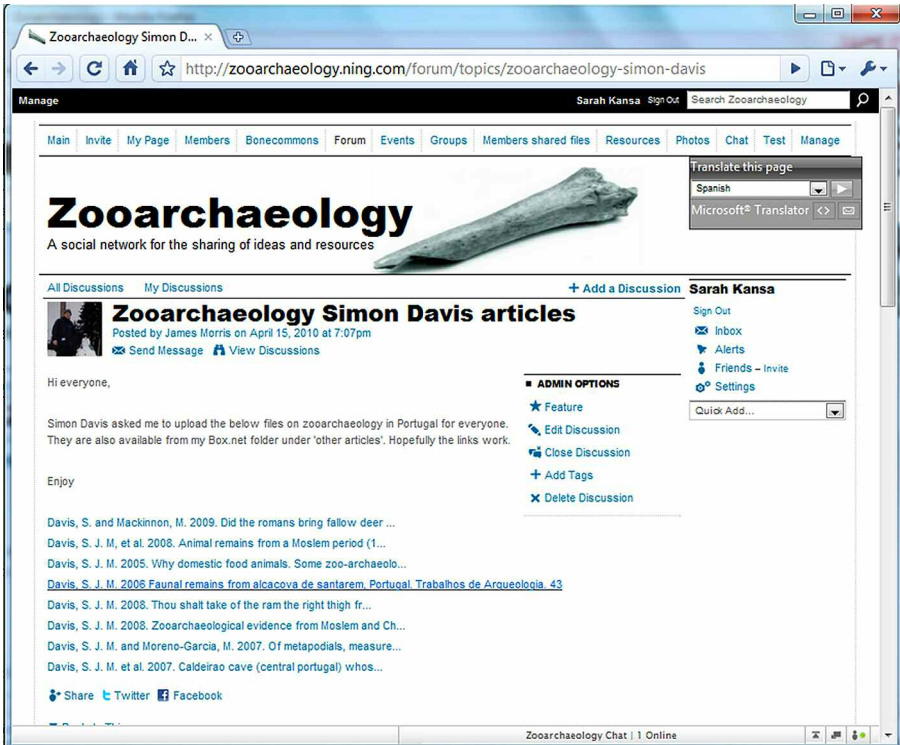 Zooarchaeology Simon D...
http://zooarchaeology.ning.com/forum/topics/zooarchaeology-simon-davis
Manage
Sarah Kansa Sign Out Search Zooarchaeology
Main Invite My Page Members Bonecommons Forum Events Groups Members shared files Resources Photos Chat Test Manage
Translate this page
Spanish
Microsoft® Translator
Zooarchaeology
A social network for the sharing of ideas and resources
All Discussions My Discussions + Add a Discussion
Zooarchaeology Simon Davis articles
Posted by James Morris on April 15, 2010 at 7:07pm
Send Message View Discussions
Hi everyone,
Simon Davis asked me to upload the below files on zooarchaeology in Portugal for everyone.
They are also available from my Box.net folder under 'other articles'. Hopefully the links work.
Enjoy
ADMIN OPTIONS
Feature
Edit Discussion
Close Discussion
+ Add Tags
Delete Discussion
Sarah Kansa
Sign Out
Inbox
Alerts
Friends – Invite
Settings
Quick Add...
Davis, S. and Mackinnon, M. 2009. Did the romans bring fallow deer ...
Davis, S. J. M, et al. 2008. Animal remains from a Moslem period (1...
Davis, S. J. M. 2005. Why domestic food animals. Some zoo-archaeolo...
Davis, S. J. M. 2006 Faunal remains from alcacova de santarem, Portugal. Trabalhos de Arqueologia. 43
Davis, S. J. M. 2008. Thou shalt take of the ram the right thigh fr...
Davis, S. J. M. 2008. Zooarchaeological evidence from Moslem and Ch...
Davis, S. J. M. and Moreno-Garcia, M. 2007. Of metapodials, measure...
Davis, S. J. M. et al. 2007. Caldeirao cave (central portugal) whos...
Share Twitter Facebook
Zooarchaeology Chat | 1 Online